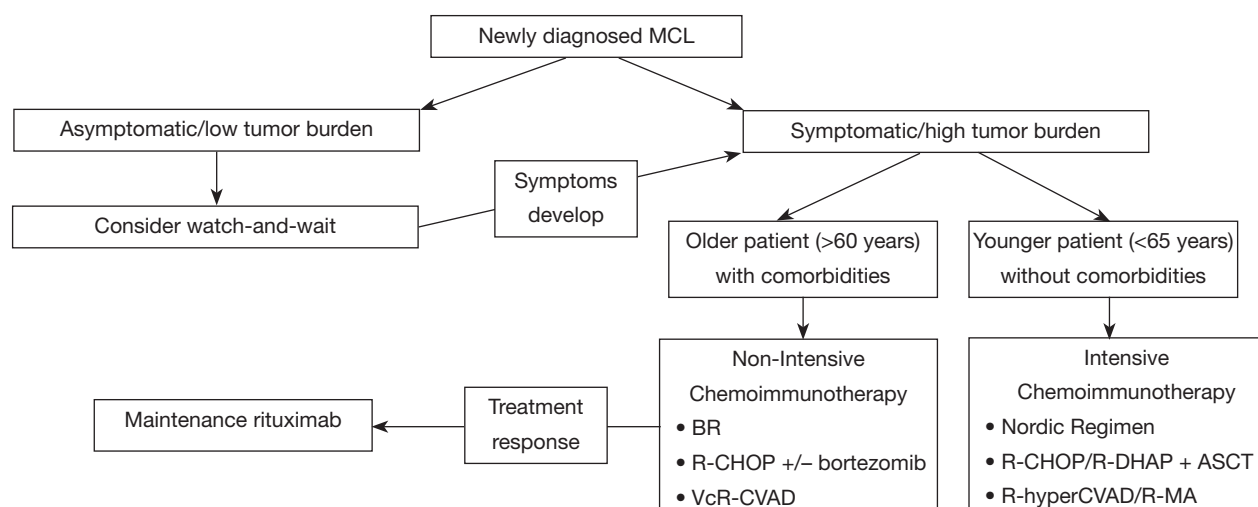 Newly diagnosed MCL
Asymptomatic/low tumor burden
Symptomatic/high tumor burden
Consider watch-and-wait
Symptoms
develop
Older patient (>60 years)
with comorbidities
Younger patient (<65 years)
without comorbidities
Non-Intensive
Chemoimmunotherapy
• BR
• R-CHOP +/– bortezomib
• VcR-CVAD
Intensive
Chemoimmunotherapy
• Nordic Regimen
• R-CHOP/R-DHAP + ASCT
• R-hyperCVAD/R-MA
Treatment
response
Maintenance rituximab